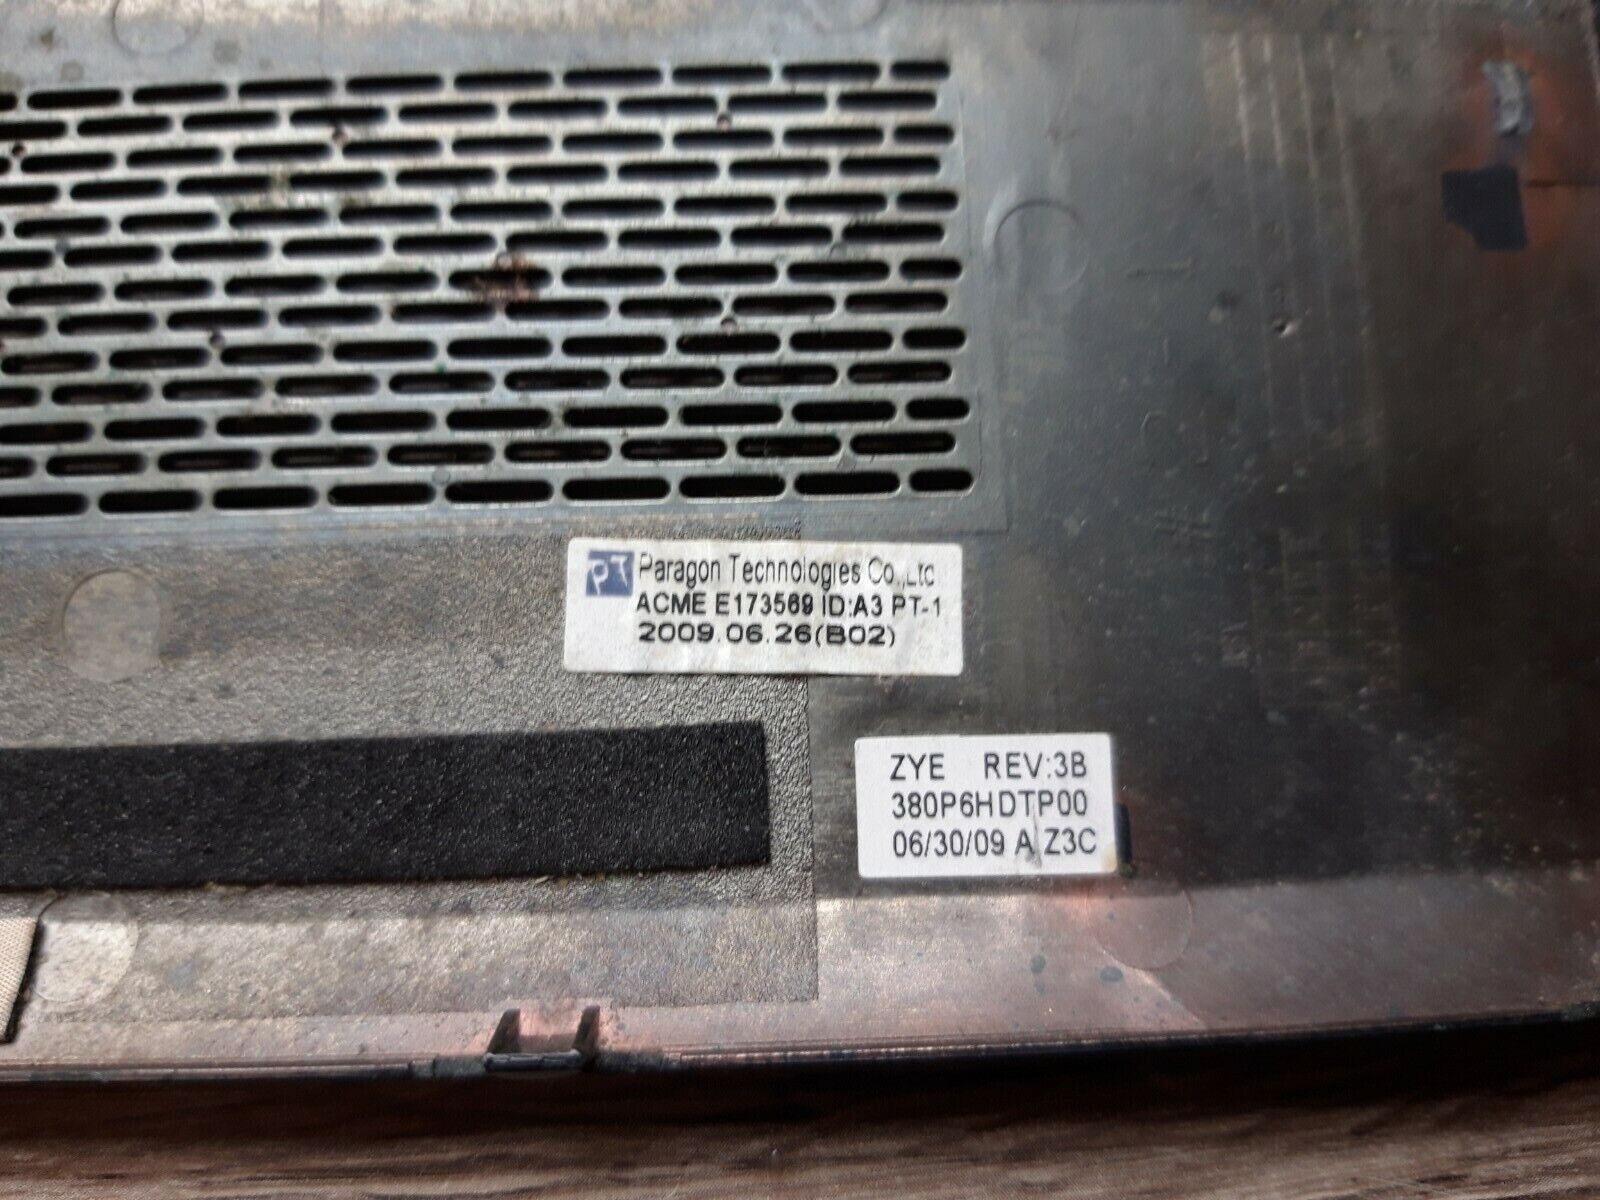 PT Paragon Technologies Co.,Ltd
ACME E173569 ID:A3 PT-1
2009.06.26(B02)
ZYE REV:3B
380P6HDTP00
06/30/09 A Z3C